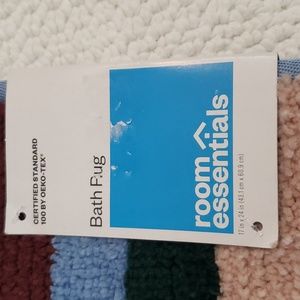 CERTIFIED STANDARD
100 BY OEKO-TEX®
Bath Rug
room
essentials™
17 in x 24 in (43.1 cm x 60.9 cm)